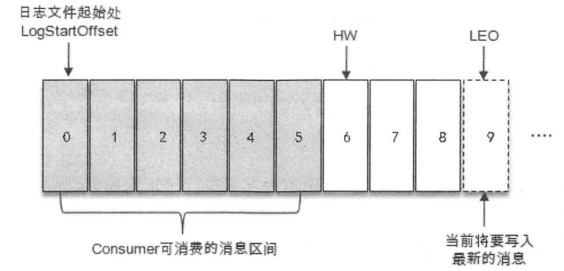 日志文件起始处
LogStartOffset
HW
LEO
0 1 2 3 4 5 6 7 8 9 ····
Consumer可消费的消息区间
当前将要写入
最新的消息